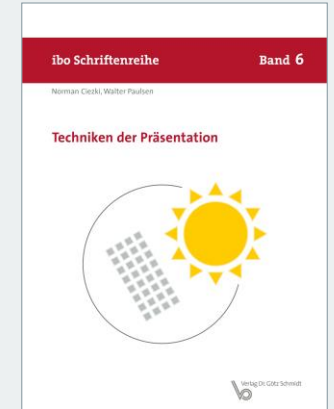 ibo Schriftenreihe Band 6
Norman Ciezki, Walter Paulsen
Techniken der Präsentation
Verlag Dr. Götz Schmidt